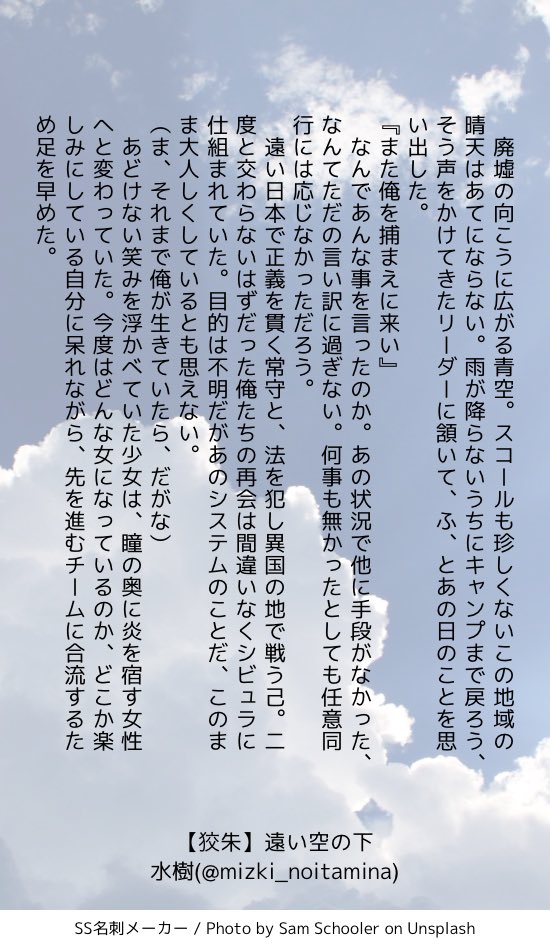 廃墟の向こうに広がる青空。スコールも珍しくないこの地域の
晴天はあてにならない。雨が降らないうちにキャンプまで戻ろう、
そう声をかけてきたリーダーに頷いて、ふ、とあの日のことを思
い出した。
『また俺を捕まえに来い』
なんであんな事を言ったのか。あの状況で他に手段がなかった、
なんてただの言い訳に過ぎない。何事も無かったとしても任意同
行には応じなかっただろう。
遠い日本で正義を貫く常守と、法を犯し異国の地で戦う己。二
度と交わらないはずだった俺たちの再会は間違いなくシビュラに
仕組まれていた。目的は不明だがあのシステムのことだ、このま
ま大人しくしているとも思えない。
（ま、それまで俺が生きていたら、だがな）
あどけない笑みを浮かべていた少女は、瞳の奥に炎を宿す女性
へと変わっていた。今度はどんな女になっているのか、どこか楽
しみにしている自分に呆れながら、先を進むチームに合流するた
め足を早めた。
【狡朱】遠い空の下
水樹(@mizki_noitamina)
SS名刺メーカー / Photo by Sam Schooler on Unsplash